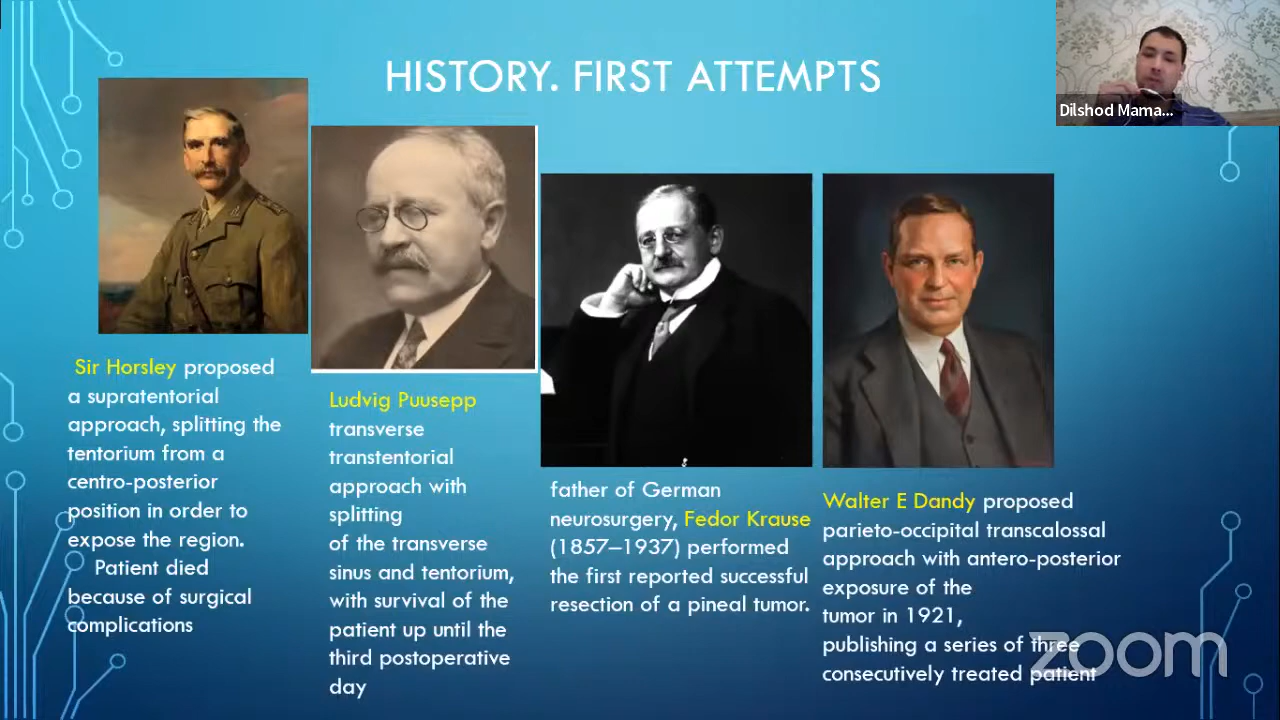 HISTORY. FIRST ATTEMPTS
Dilshod Mama...
Sir Horsley proposed
a supratentorial
approach, splitting the
tentorium from a
centro-posterior
position in order to
expose the region.
Patient died
because of surgical
complications
Ludvig Puusepp
transverse
transtentorial
approach with
splitting
of the transverse
sinus and tentorium,
with survival of the
patient up until the
third postoperative
day
father of German
neurosurgery, Fedor Krause
(1857–1937) performed
the first reported successful
resection of a pineal tumor.
Walter E Dandy proposed
parieto-occipital transcalossal
approach with antero-posterior
exposure of the
tumor in 1921,
publishing a series of three
consecutively treated patient
zoom